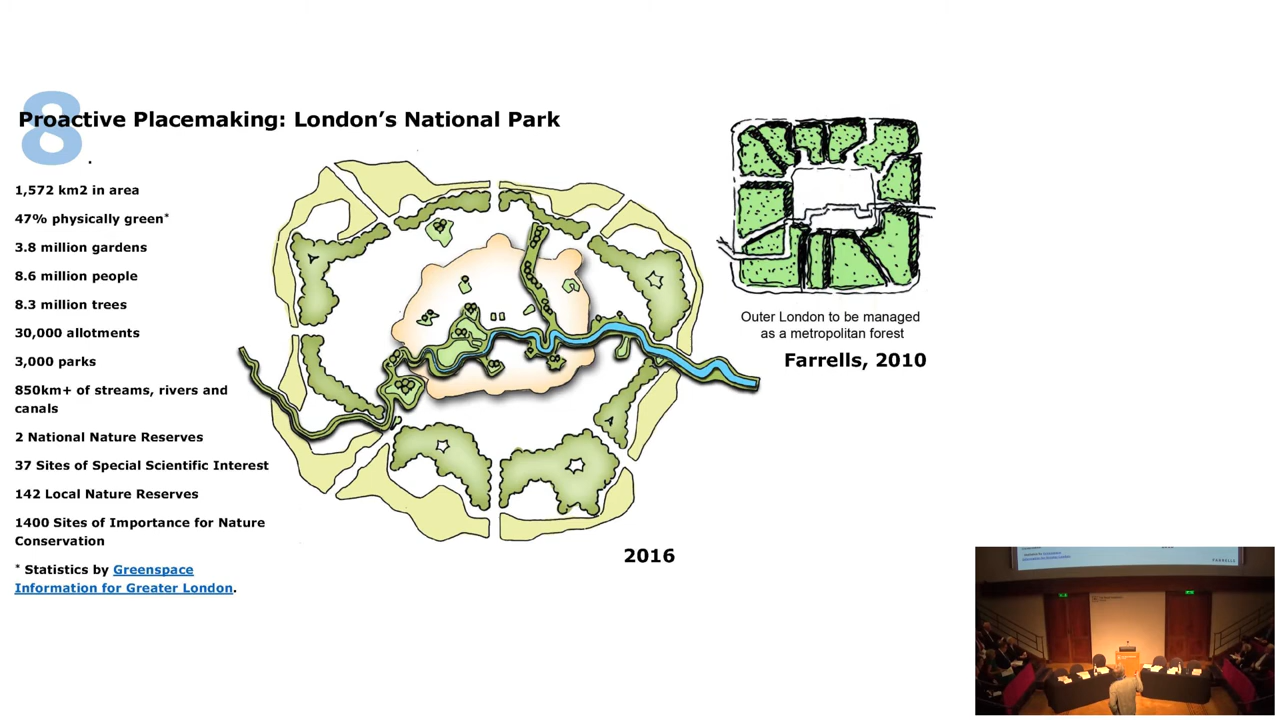 8.
Proactive Placemaking: London's National Park
1,572 km2 in area
47% physically green*
3.8 million gardens
8.6 million people
8.3 million trees
30,000 allotments
3,000 parks
850km+ of streams, rivers and
canals
2 National Nature Reserves
37 Sites of Special Scientific Interest
142 Local Nature Reserves
1400 Sites of Importance for Nature
Conservation
* Statistics by Greenspace
Information for Greater London.
2016
Outer London to be managed
as a metropolitan forest
Farrells, 2010
FARRELLS